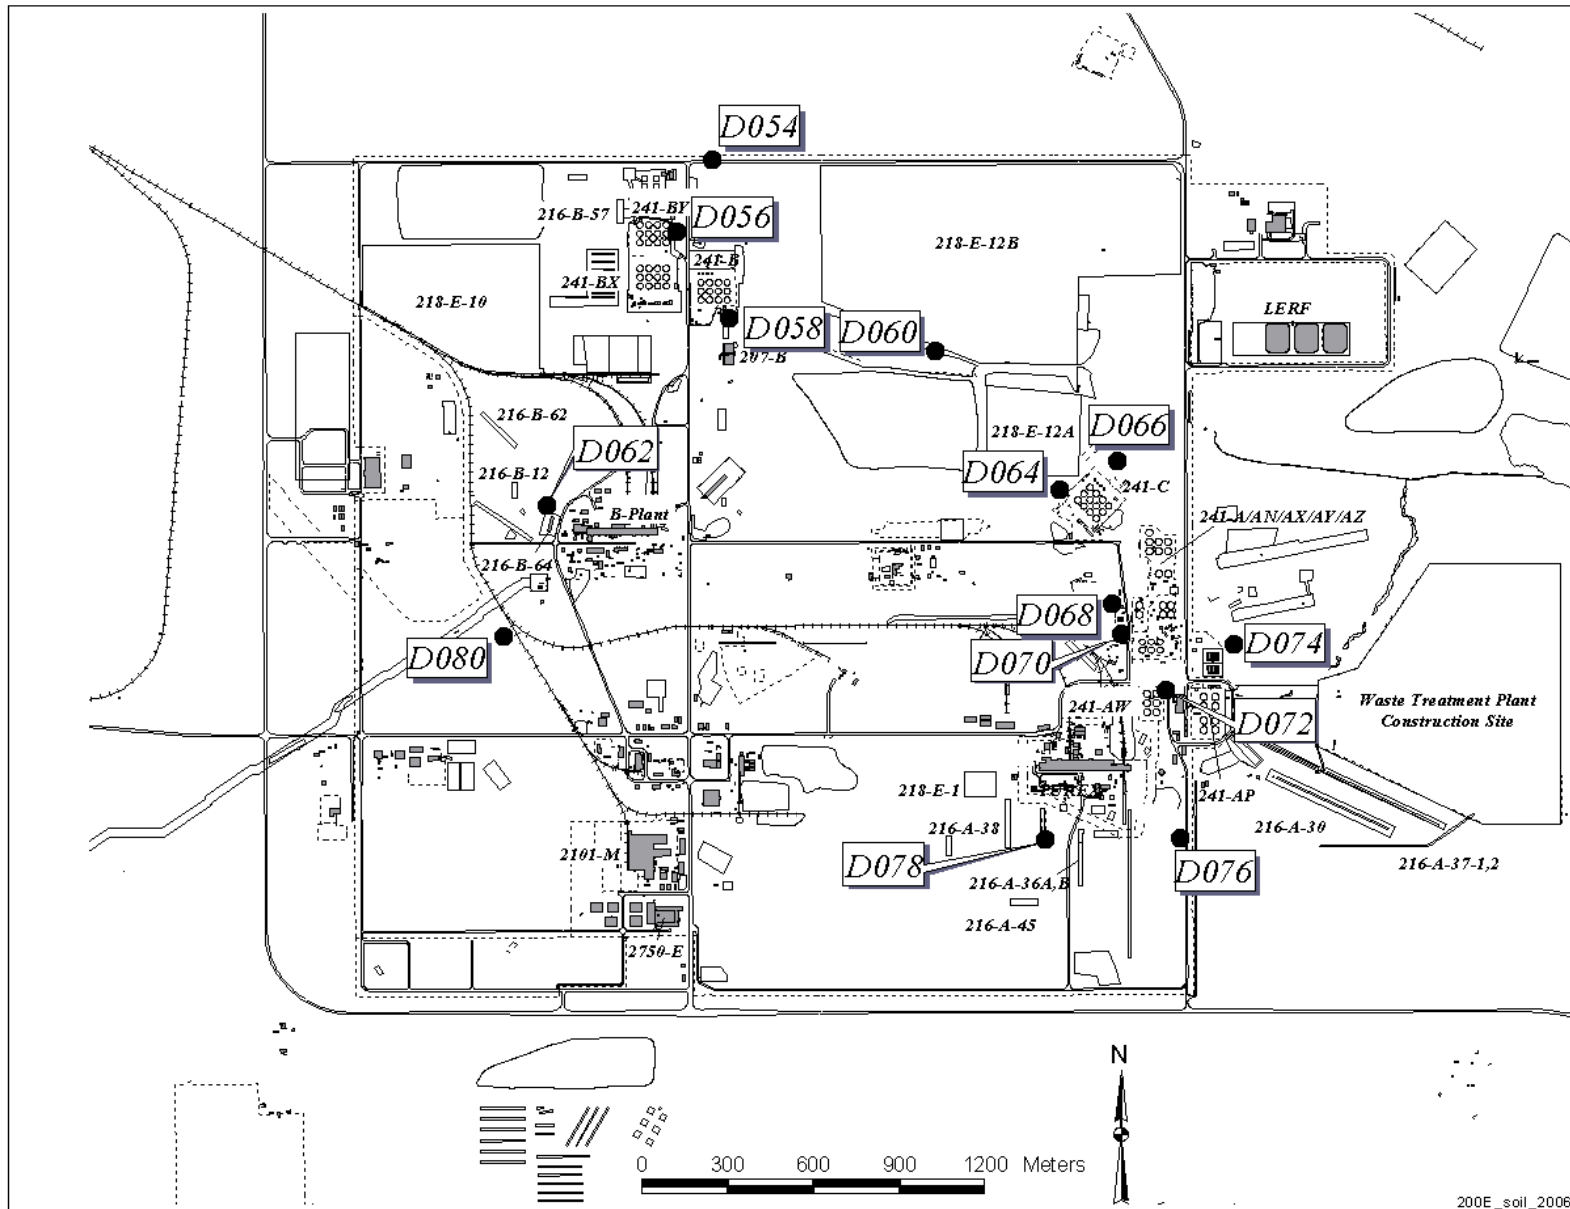 D054
216-B-57
241-BY
D056
218-E-12B
241-B
241-BX
218-E-10
LERF
D058
D060
207-B
216-B-62
218-E-12A
D066
D062
216-B-12
D064
241-C
B-Plant
241-A/AN/AX/AY/AZ
216-B-64
D068
D080
D070
D074
241-AW
D072
Waste Treatment Plant
Construction Site
218-E-1
PUREX
241-AP
216-A-38
216-A-30
2101-M
D078
216-A-36A,B
D076
216-A-37-1,2
216-A-45
2750-E
N
0 300 600 900 1200 Meters
200E_soil_2006